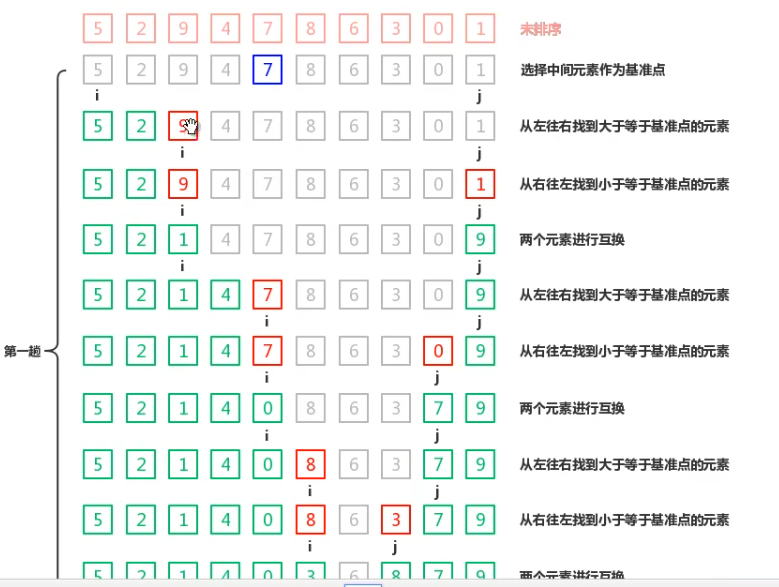 5 2 9 4 7 8 6 3 0 1 未排序
5 2 9 4 7 8 6 3 0 1 选择中间元素作为基准点
i j
5 2 9 4 7 8 6 3 0 1 从左往右找到大于等于基准点的元素
i j
5 2 9 4 7 8 6 3 0 1 从右往左找到小于等于基准点的元素
i j
5 2 1 4 7 8 6 3 0 9 两个元素进行互换
i j
5 2 1 4 7 8 6 3 0 9 从左往右找到大于等于基准点的元素
i j
第一趟 5 2 1 4 7 8 6 3 0 9 从右往左找到小于等于基准点的元素
i j
5 2 1 4 0 8 6 3 7 9 两个元素进行互换
i j
5 2 1 4 0 8 6 3 7 9 从左往右找到大于等于基准点的元素
i j
5 2 1 4 0 8 6 3 7 9 从右往左找到小于等于基准点的元素
i j
5 2 1 4 0 3 6 8 7 9 两个元素进行互换